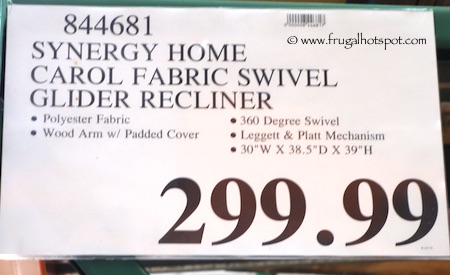 844681
www.frugalhotspot.com
SYNERGY HOME
CAROL FABRIC SWIVEL
GLIDER RECLINER
• Polyester Fabric
• Wood Arm w/ Padded Cover
• 360 Degree Swivel
• Leggett & Platt Mechanism
• 30"W X 38.5"D X 39"H
299.99